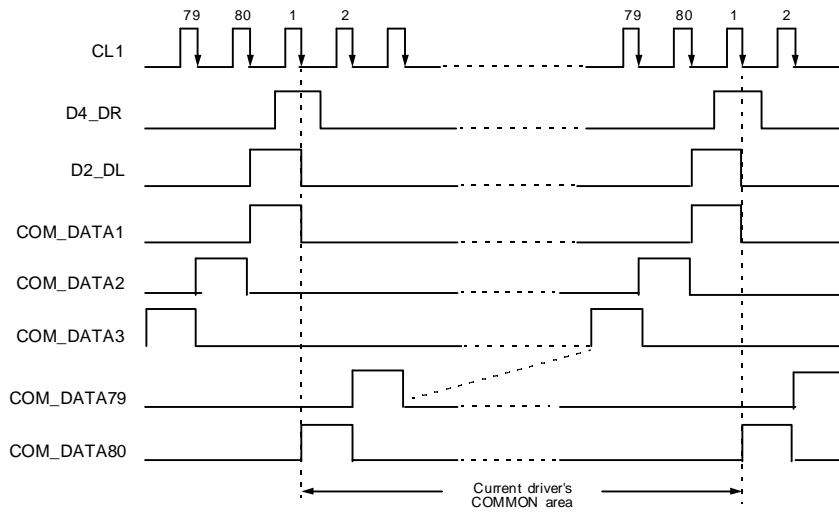 79 80 1 2 79 80 1 2
CL1
D4_DR
D2_DL
COM_DATA1
COM_DATA2
COM_DATA3
COM_DATA79
COM_DATA80
Current driver's
COMMON area